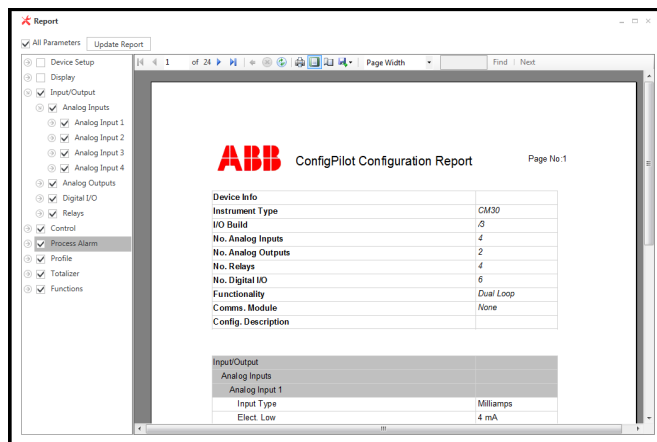 Report
All Parameters Update Report
Device Setup
Display
Input/Output
Analog Inputs
Analog Input 1
Analog Input 2
Analog Input 3
Analog Input 4
Analog Outputs
Digital I/O
Relays
Control
Process Alarm
Profile
Totalizer
Functions
1 of 24 Page Width Find | Next
ABB ConfigPilot Configuration Report Page No:1
Device Info
Instrument Type CM30
I/O Build /3
No. Analog Inputs 4
No. Analog Outputs 2
No. Relays 4
No. Digital I/O 6
Functionality Dual Loop
Comms. Module None
Config. Description
Input/Output
Analog Inputs
Analog Input 1
Input Type Milliamps
Elect. Low 4 mA